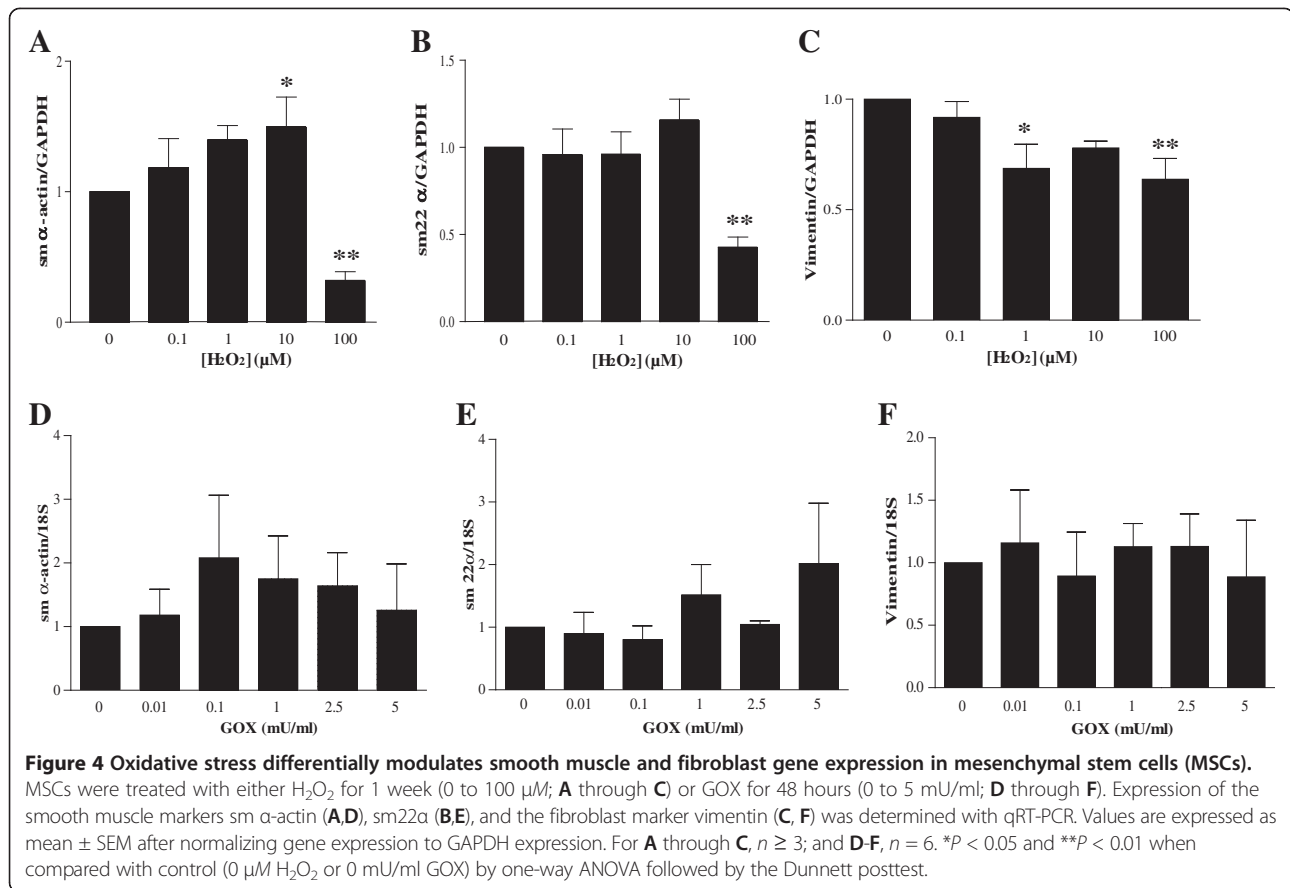 A
B
C
sm α-actin/GAPDH
2
1
0
*
**
0 0.1 1 10 100
[H₂O₂] (µM)
sm22 α/GAPDH
1.5
1.0
0.5
0.0
**
0 0.1 1 10 100
[H₂O₂] (µM)
Vimentin/GAPDH
1.0
0.5
0.0
*
**
0 0.1 1 10 100
[H₂O₂] (µM)
D
E
F
sm α-actin/18S
4
3
2
1
0
0 0.01 0.1 1 2.5 5
GOX (mU/ml)
sm 22α/18S
4
3
2
1
0
0 0.01 0.1 1 2.5 5
GOX (mU/ml)
Vimentin/18S
2.0
1.5
1.0
0.5
0.0
0 0.01 0.1 1 2.5 5
GOX (mU/ml)
Figure 4 Oxidative stress differentially modulates smooth muscle and fibroblast gene expression in mesenchymal stem cells (MSCs).
MSCs were treated with either H₂O₂ for 1 week (0 to 100 µM; A through C) or GOX for 48 hours (0 to 5 mU/ml; D through F). Expression of the
smooth muscle markers sm α-actin (A,D), sm22α (B,E), and the fibroblast marker vimentin (C, F) was determined with qRT-PCR. Values are expressed as
mean ± SEM after normalizing gene expression to GAPDH expression. For A through C, n ≥ 3; and D-F, n = 6. *P < 0.05 and **P < 0.01 when
compared with control (0 µM H₂O₂ or 0 mU/ml GOX) by one-way ANOVA followed by the Dunnett posttest.